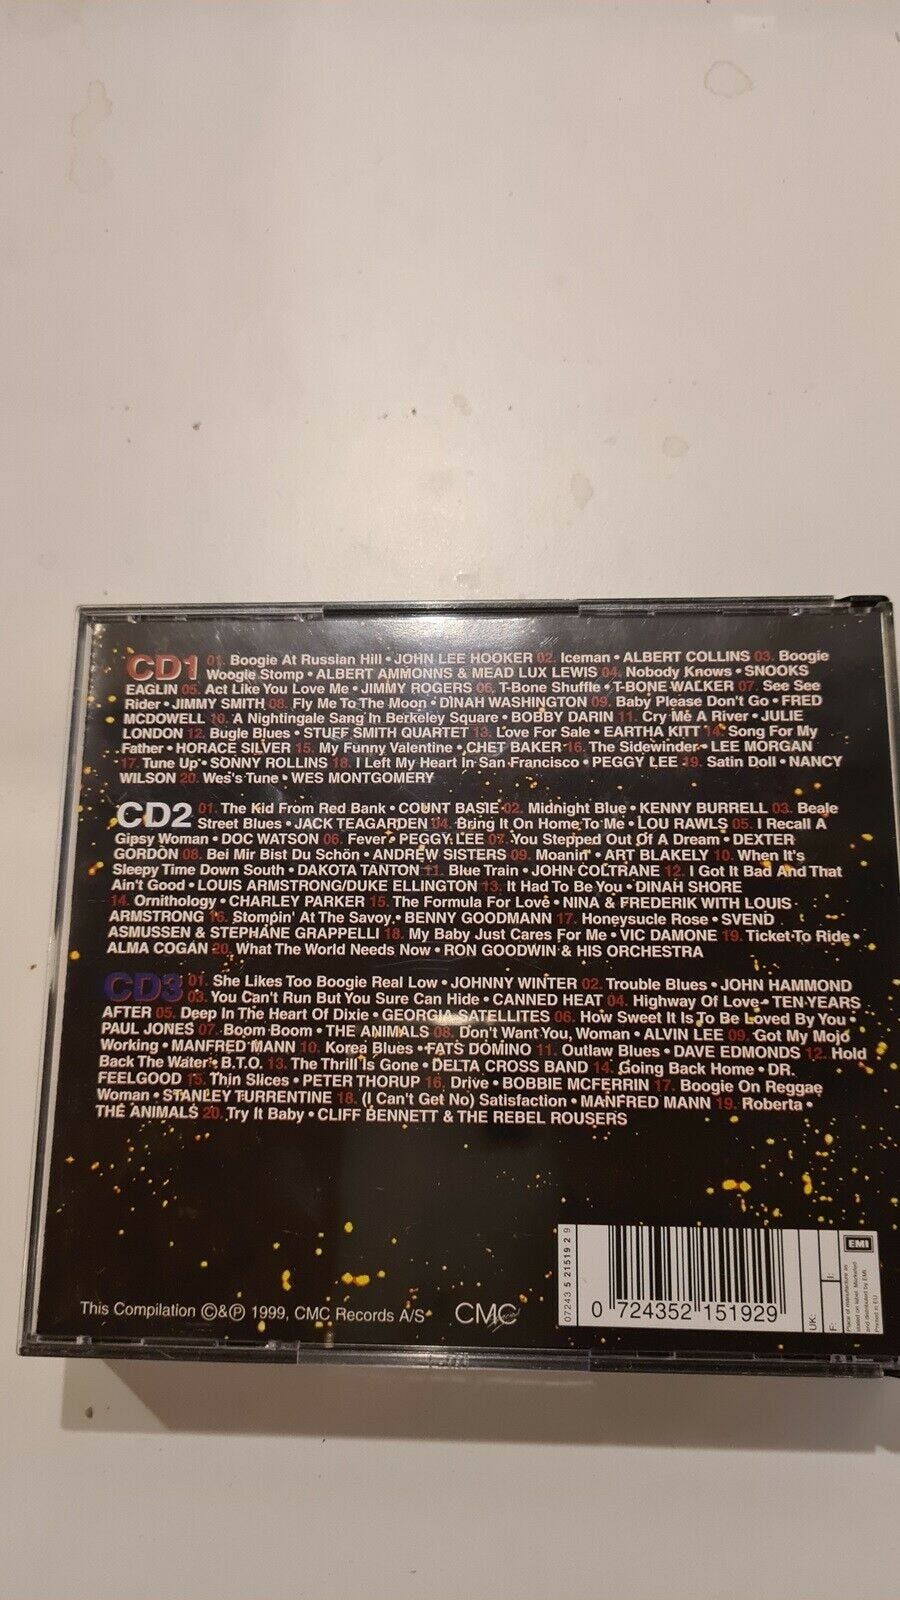 CD1 01. Boogie At Russian Hill • JOHN LEE HOOKER 02. Iceman • ALBERT COLLINS 03. Boogie
Woogie Stomp • ALBERT AMMONNS & MEAD LUX LEWIS 04. Nobody Knows • SNOOKS
EAGLIN 05. Act Like You Love Me • JIMMY ROGERS 06. T-Bone Shuffle • T-BONE WALKER 07. See See
Rider • JIMMY SMITH 08. Fly Me To The Moon • DINAH WASHINGTON 09. Baby Please Don't Go • FRED
MCDOWELL 10. A Nightingale Sang In Berkeley Square • BOBBY DARIN 11. Cry Me A River • JULIE
LONDON 12. Bugle Blues • STUFF SMITH QUARTET 13. Love For Sale • EARTHA KITT 14. Song For My
Father • HORACE SILVER 15. My Funny Valentine • CHET BAKER 16. The Sidewinder • LEE MORGAN
17. Tune Up • SONNY ROLLINS 18. I Left My Heart In San Francisco • PEGGY LEE 19. Satin Doll • NANCY
WILSON 20. Wes's Tune • WES MONTGOMERY
CD2 01. The Kid From Red Bank • COUNT BASIE 02. Midnight Blue • KENNY BURRELL 03. Beale
Street Blues • JACK TEAGARDEN 04. Bring It On Home To Me • LOU RAWLS 05. I Recall A
Gipsy Woman • DOC WATSON 06. Fever • PEGGY LEE 07. You Stepped Out Of A Dream • DEXTER
GORDON 08. Bei Mir Bist Du Schön • ANDREW SISTERS 09. Moanin' • ART BLAKELY 10. When It's
Sleepy Time Down South • DAKOTA TANTON 11. Blue Train • JOHN COLTRANE 12. I Got It Bad And That
Ain't Good • LOUIS ARMSTRONG/DUKE ELLINGTON 13. It Had To Be You • DINAH SHORE
14. Ornithology • CHARLEY PARKER 15. The Formula For Love • NINA & FREDERIK WITH LOUIS
ARMSTRONG 16. Stompin' At The Savoy • BENNY GOODMANN 17. Honeysucle Rose • SVEND
ASMUSSEN & STEPHANE GRAPPELLI 18. My Baby Just Cares For Me • VIC DAMONE 19. Ticket To Ride •
ALMA COGAN 20. What The World Needs Now • RON GOODWIN & HIS ORCHESTRA
CD3 01. She Likes Too Boogie Real Low • JOHNNY WINTER 02. Trouble Blues • JOHN HAMMOND
03. You Can't Run But You Sure Can Hide • CANNED HEAT 04. Highway Of Love • TEN YEARS
AFTER 05. Deep In The Heart Of Dixie • GEORGIA SATELLITES 06. How Sweet It Is To Be Loved By You •
PAUL JONES 07. Boom Boom • THE ANIMALS 08. Don't Want You, Woman • ALVIN LEE 09. Got My Mojo
Working • MANFRED MANN 10. Korea Blues • FATS DOMINO 11. Outlaw Blues • DAVE EDMONDS 12. Hold
Back The Water • B.T.O. 13. The Thrill Is Gone • DELTA CROSS BAND 14. Going Back Home • DR.
FEELGOOD 15. Thin Slices • PETER THORUP 16. Drive • BOBBIE MCFERRIN 17. Boogie On Reggae
Woman • STANLEY TURRENTINE 18. (I Can't Get No) Satisfaction • MANFRED MANN 19. Roberta •
THE ANIMALS 20. Try It Baby • CLIFF BENNETT & THE REBEL ROUSERS
This Compilation ©&℗ 1999, CMC Records A/S
CMC
07243 5 21519 2 9
0 724352 151929
UK:
F:
I:
EMI
Place of manufacture as
stated on label. Marketed
and distributed by EMI.
Printed in EU